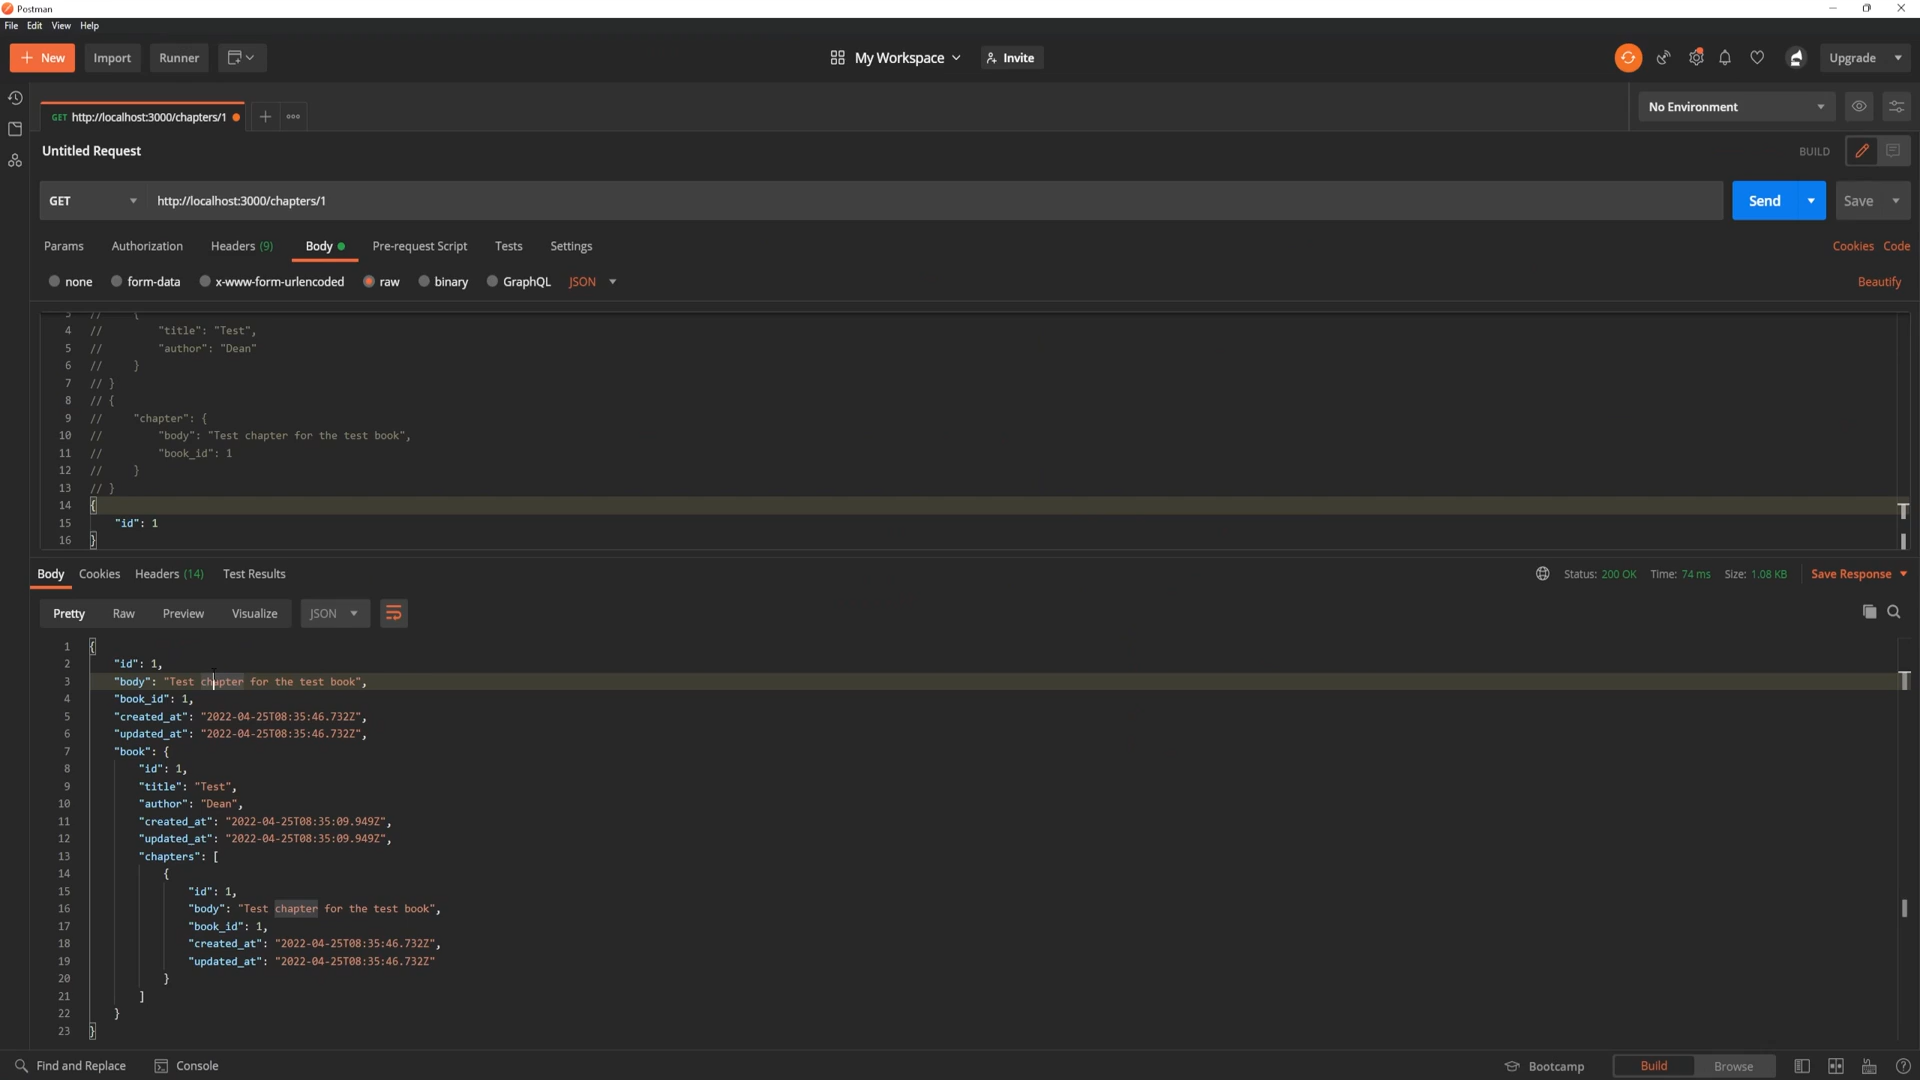 Postman
File Edit View Help
New Import Runner My Workspace Invite Upgrade
GET http://localhost:3000/chapters/1 No Environment
Untitled Request BUILD
GET http://localhost:3000/chapters/1 Send Save
Params Authorization Headers (9) Body Pre-request Script Tests Settings Cookies Code
none form-data x-www-form-urlencoded raw binary GraphQL JSON Beautify
3 // {
4 // "title": "Test",
5 // "author": "Dean"
6 // }
7 // }
8 // {
9 // "chapter": {
10 // "body": "Test chapter for the test book",
11 // "book_id": 1
12 // }
13 // }
14 {
15 "id": 1
16 }
Body Cookies Headers (14) Test Results Status: 200 OK Time: 74 ms Size: 1.08 KB Save Response
Pretty Raw Preview Visualize JSON
1 {
2 "id": 1,
3 "body": "Test chapter for the test book",
4 "book_id": 1,
5 "created_at": "2022-04-25T08:35:46.732Z",
6 "updated_at": "2022-04-25T08:35:46.732Z",
7 "book": {
8 "id": 1,
9 "title": "Test",
10 "author": "Dean",
11 "created_at": "2022-04-25T08:35:09.949Z",
12 "updated_at": "2022-04-25T08:35:09.949Z",
13 "chapters": [
14 {
15 "id": 1,
16 "body": "Test chapter for the test book",
17 "book_id": 1,
18 "created_at": "2022-04-25T08:35:46.732Z",
19 "updated_at": "2022-04-25T08:35:46.732Z"
20 }
21 ]
22 }
23 }
Find and Replace Console Bootcamp Build Browse